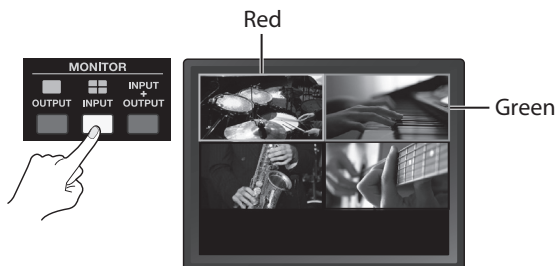 Red
MONITOR
INPUT
+
OUTPUT INPUT OUTPUT
Green